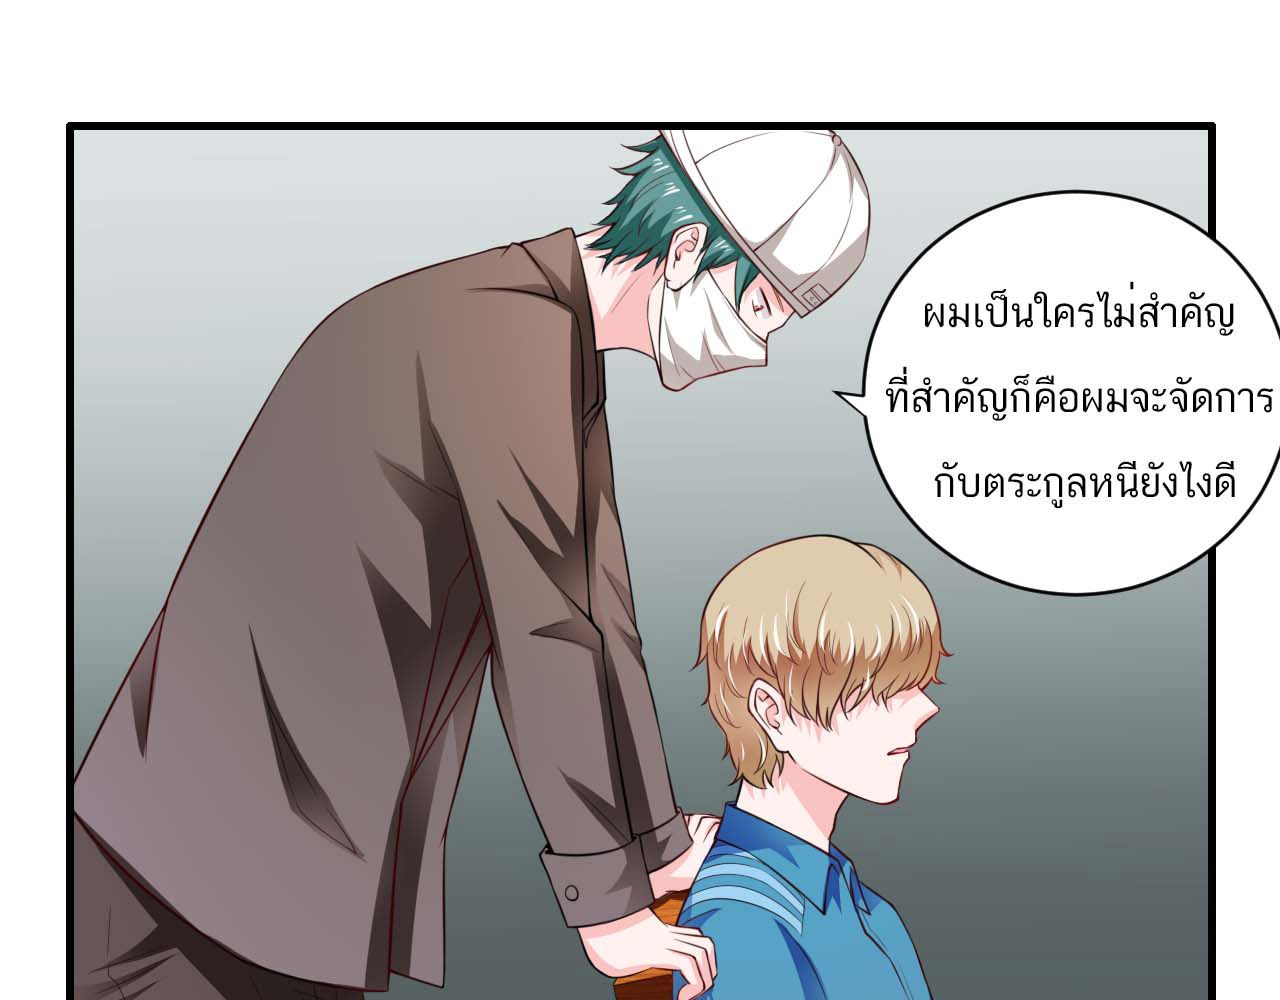 ผมเป็นใครไม่สำคัญ
ที่สำคัญก็คือผมจะจัดการ
กับตระกูลหนียังไงดี